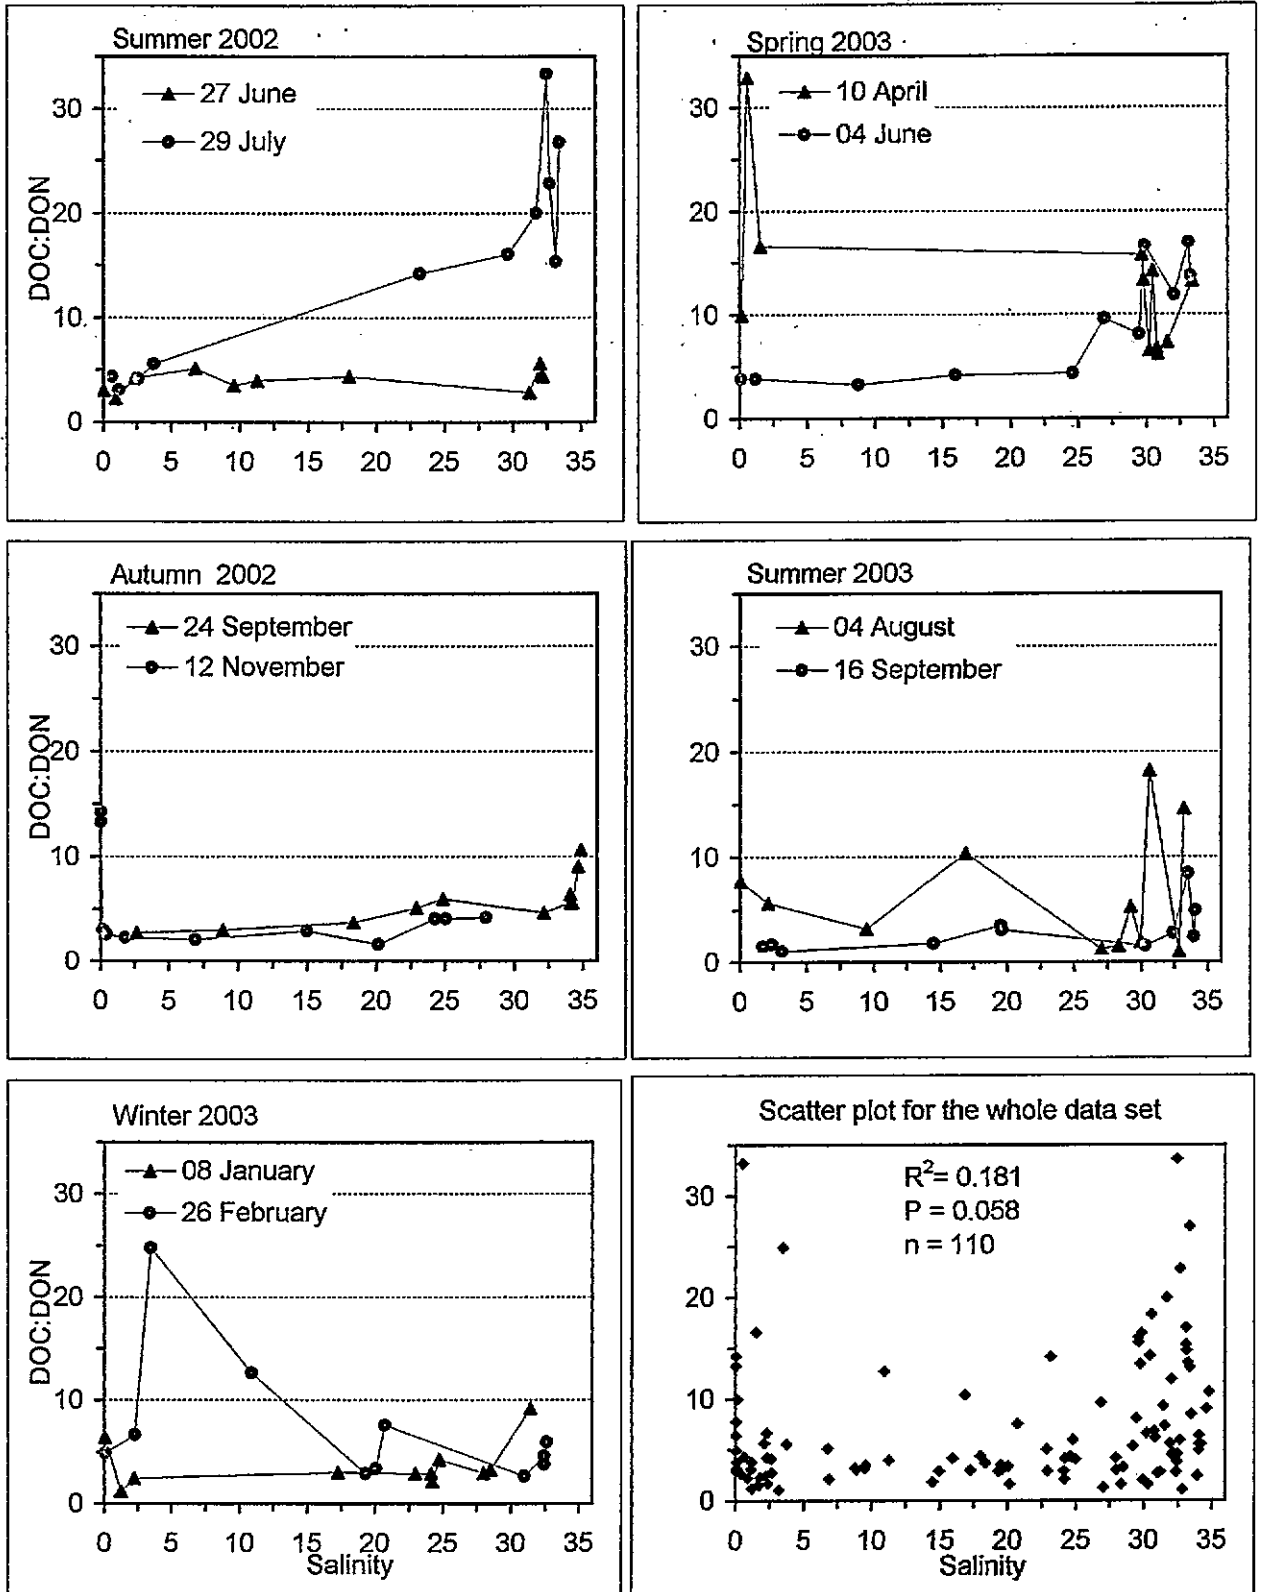 Summer 2002
27 June
29 July
DOC:DON
30
20
10
0
0 5 10 15 20 25 30 35
Spring 2003
10 April
04 June
30
20
10
0
0 5 10 15 20 25 30 35
Autumn 2002
24 September
12 November
DOC:DON
30
20
10
0
0 5 10 15 20 25 30 35
Summer 2003
04 August
16 September
30
20
10
0
0 5 10 15 20 25 30 35
Winter 2003
08 January
26 February
DOC:DON
30
20
10
0
0 5 10 15 20 25 30 35
Salinity
Scatter plot for the whole data set
R²= 0.181
P = 0.058
n = 110
30
20
10
0
0 5 10 15 20 25 30 35
Salinity